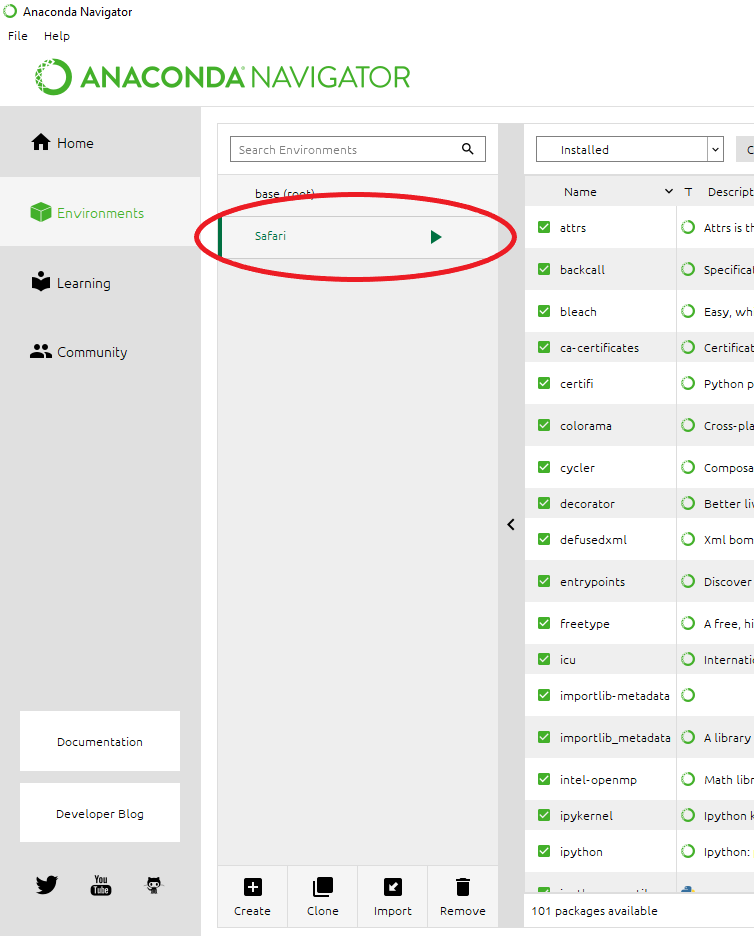 Anaconda Navigator
File Help
ANACONDA NAVIGATOR
Home
Environments
Learning
Community
Documentation
Developer Blog
You
Tube
Search Environments
base (root)
Safari
Create Clone Import Remove
Installed
C
Name T Descript
attrs Attrs is th
backcall Specificat
bleach Easy, wh
ca-certificates Certificat
certifi Python p
colorama Cross-pla
cycler Composa
decorator Better liv
defusedxml Xml bom
entrypoints Discover
freetype A free, hi
icu Internatio
importlib-metadata
importlib_metadata A library
intel-openmp Math libr
ipykernel Ipython k
ipython Ipython:
101 packages available